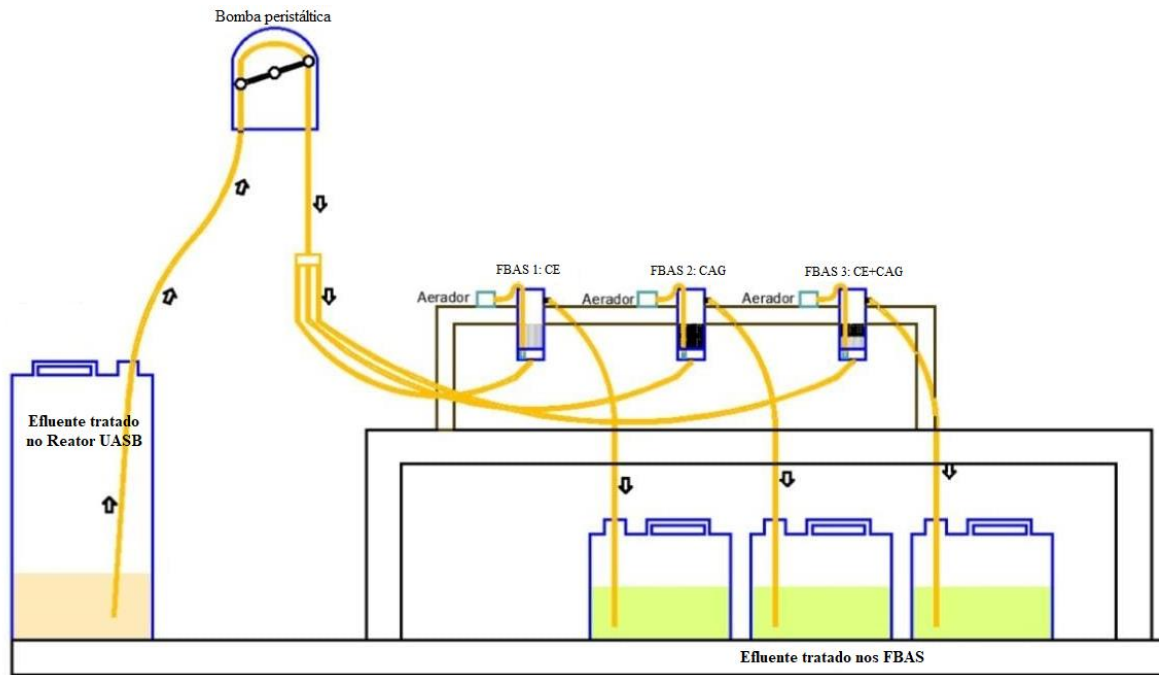 Bomba peristáltica
FBAS 1: CE
FBAS 2: CAG
FBAS 3: CE+CAG
Aerador
Aerador
Aerador
Efluente tratado
no Reator UASB
Efluente tratado nos FBAS